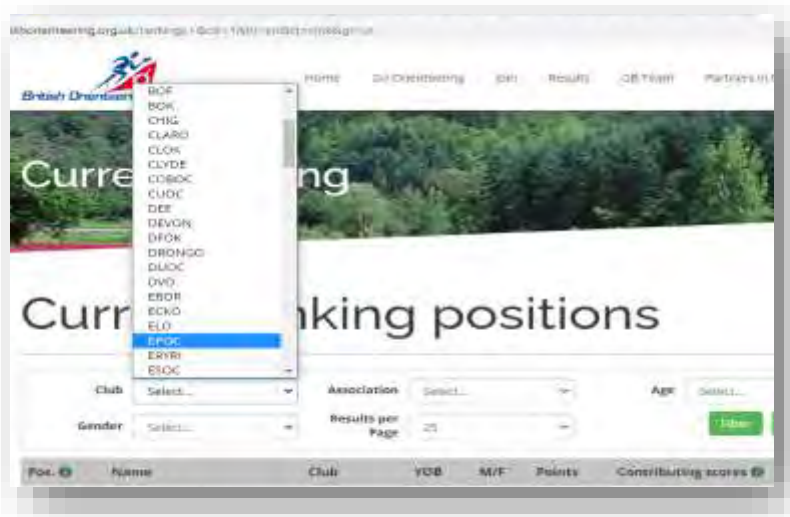 British Orienteering
Home Go Orienteering Join Results GB Team Partners in
BOF
BOK
CHIG
CLARO
CLOK
CLYDE
COBOC
CUOC
DEE
DEVON
DFOK
DRONGO
DUOC
DVO
EBOR
ECKO
ELO
EPOC
ERYRI
ESOC
Curre ng
Curr nking positions
Club Select... Association Select... Age Select...
Gender Select... Results per Page 25 Filter
Pos. Name Club YOB M/F Points Contributing scores